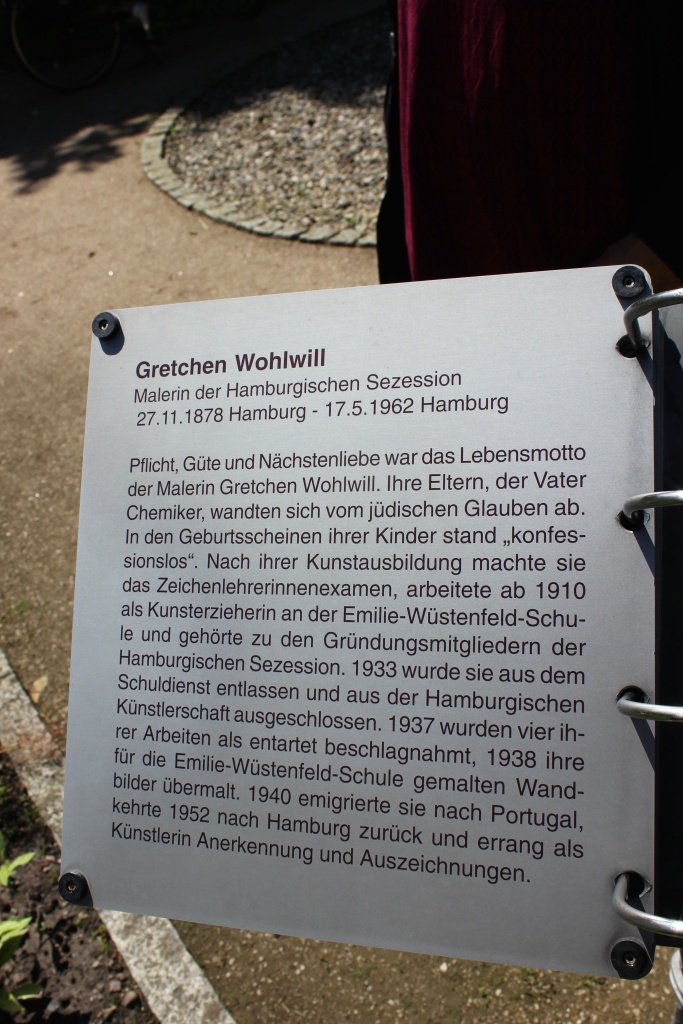 Gretchen Wohlwill
Malerin der Hamburgischen Sezession
27.11.1878 Hamburg - 17.5.1962 Hamburg
Pflicht, Güte und Nächstenliebe war das Lebensmotto
der Malerin Gretchen Wohlwill. Ihre Eltern, der Vater
Chemiker, wandten sich vom jüdischen Glauben ab.
In den Geburtsscheinen ihrer Kinder stand „konfes-
sionslos“. Nach ihrer Kunstausbildung machte sie
das Zeichenlehrerinnenexamen, arbeitete ab 1910
als Kunsterzieherin an der Emilie-Wüstenfeld-Schu-
le und gehörte zu den Gründungsmitgliedern der
Hamburgischen Sezession. 1933 wurde sie aus dem
Schuldienst entlassen und aus der Hamburgischen
Künstlerschaft ausgeschlossen. 1937 wurden vier ih-
rer Arbeiten als entartet beschlagnahmt, 1938 ihre
für die Emilie-Wüstenfeld-Schule gemalten Wand-
bilder übermalt. 1940 emigrierte sie nach Portugal,
kehrte 1952 nach Hamburg zurück und errang als
Künstlerin Anerkennung und Auszeichnungen.